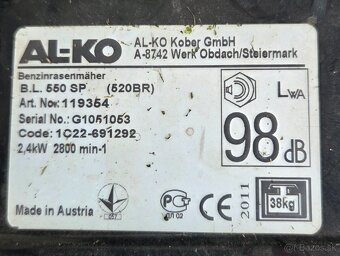 AL-KO
AL-KO Kober GmbH
A-8742 Werk Obdach/Steiermark
Benzinrasenmäher
B.L. 550 SP (520BR)
Art. No.: 119354
Serial No.: G1051053
Code: 1C22-691292
2,4kW 2800 min-1
LWA
98 dB
Made in Austria
2011
38kg
CE